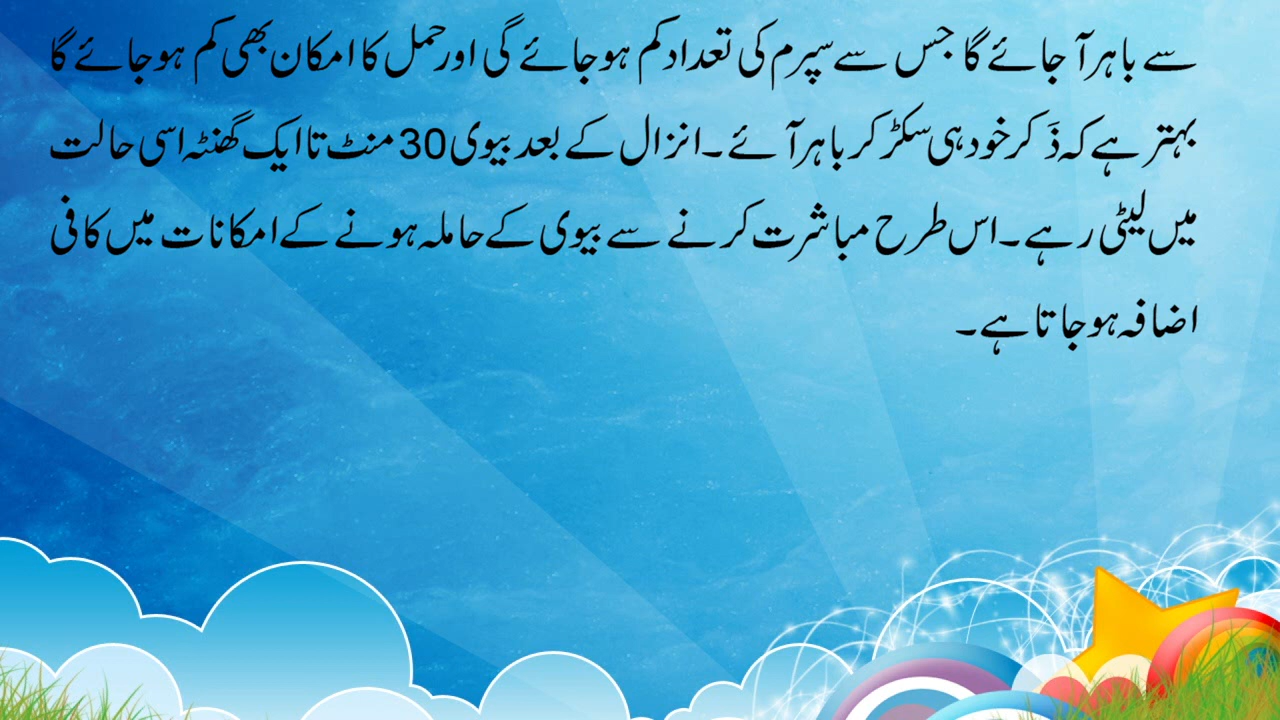 سے باہر آ جائے گا جس سے سپرم کی تعداد کم ہو جائے گی اور حمل کا امکان بھی کم ہو جائے گا
بہتر ہے کہ ذَکر خود ہی سکڑ کر باہر آئے۔ انزال کے بعد بیوی 30 منٹ تا ایک گھنٹہ اسی حالت
میں لیٹی رہے۔ اس طرح مباشرت کرنے سے بیوی کے حاملہ ہونے کے امکانات میں کافی
اضافہ ہو جاتا ہے۔